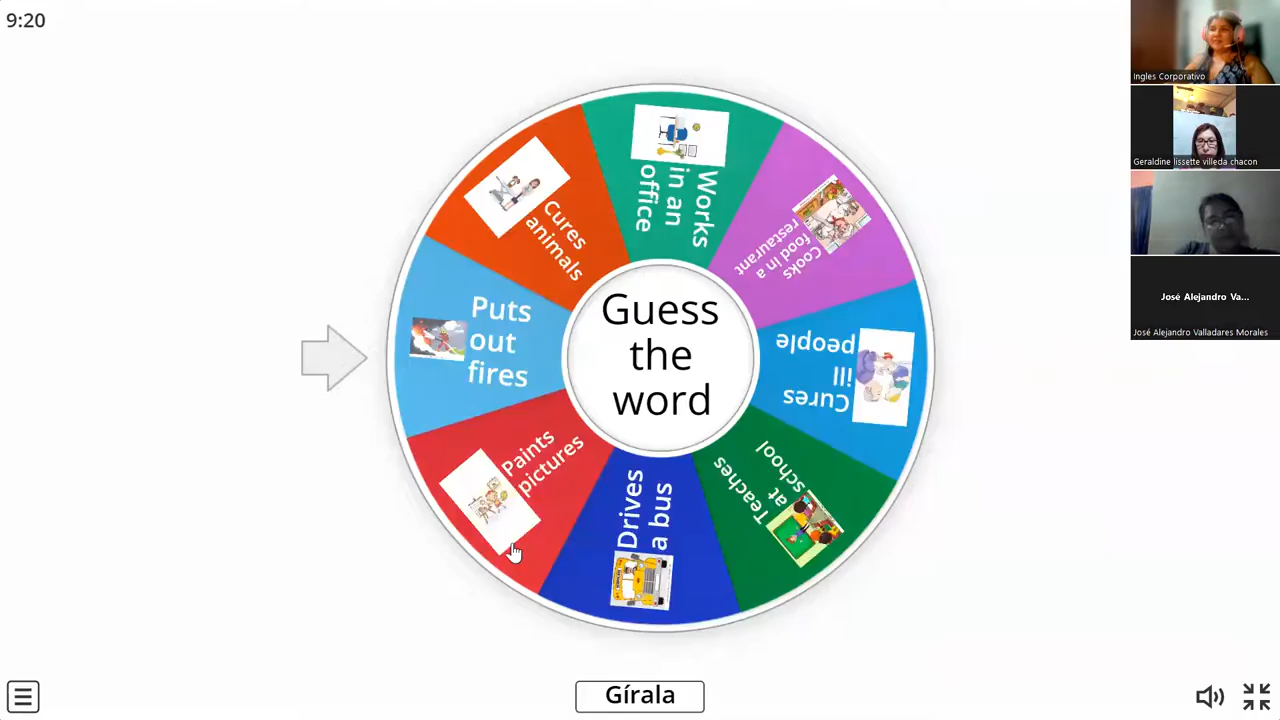 9:20
Guess
the
word
Works
in an
office
Cooks
food in a
restaurant
Cures
ill
people
Teaches
at
school
Drives
a bus
Paints
pictures
Puts
out
fires
Cures
animals
Gírala
Ingles Corporativo
Geraldine lissette villeda chacon
José Alejandro Va...
José Alejandro Valladares Morales